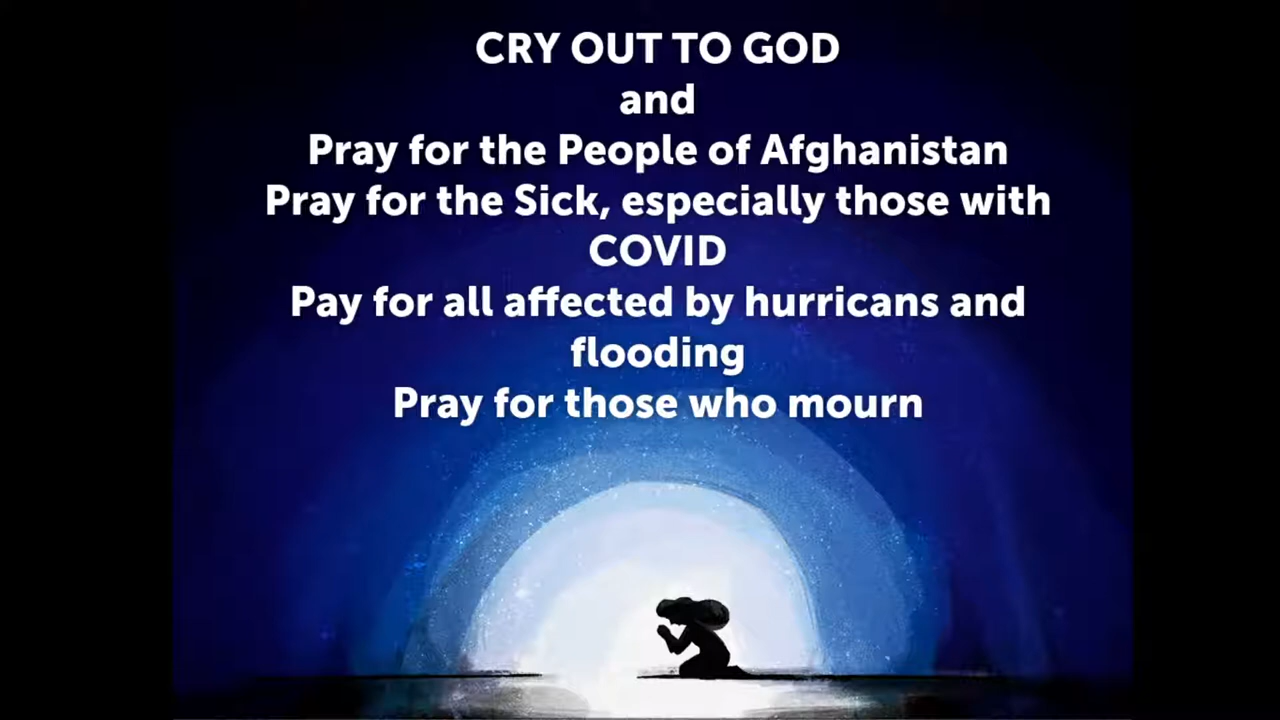 CRY OUT TO GOD
and
Pray for the People of Afghanistan
Pray for the Sick, especially those with
COVID
Pay for all affected by hurricans and
flooding
Pray for those who mourn